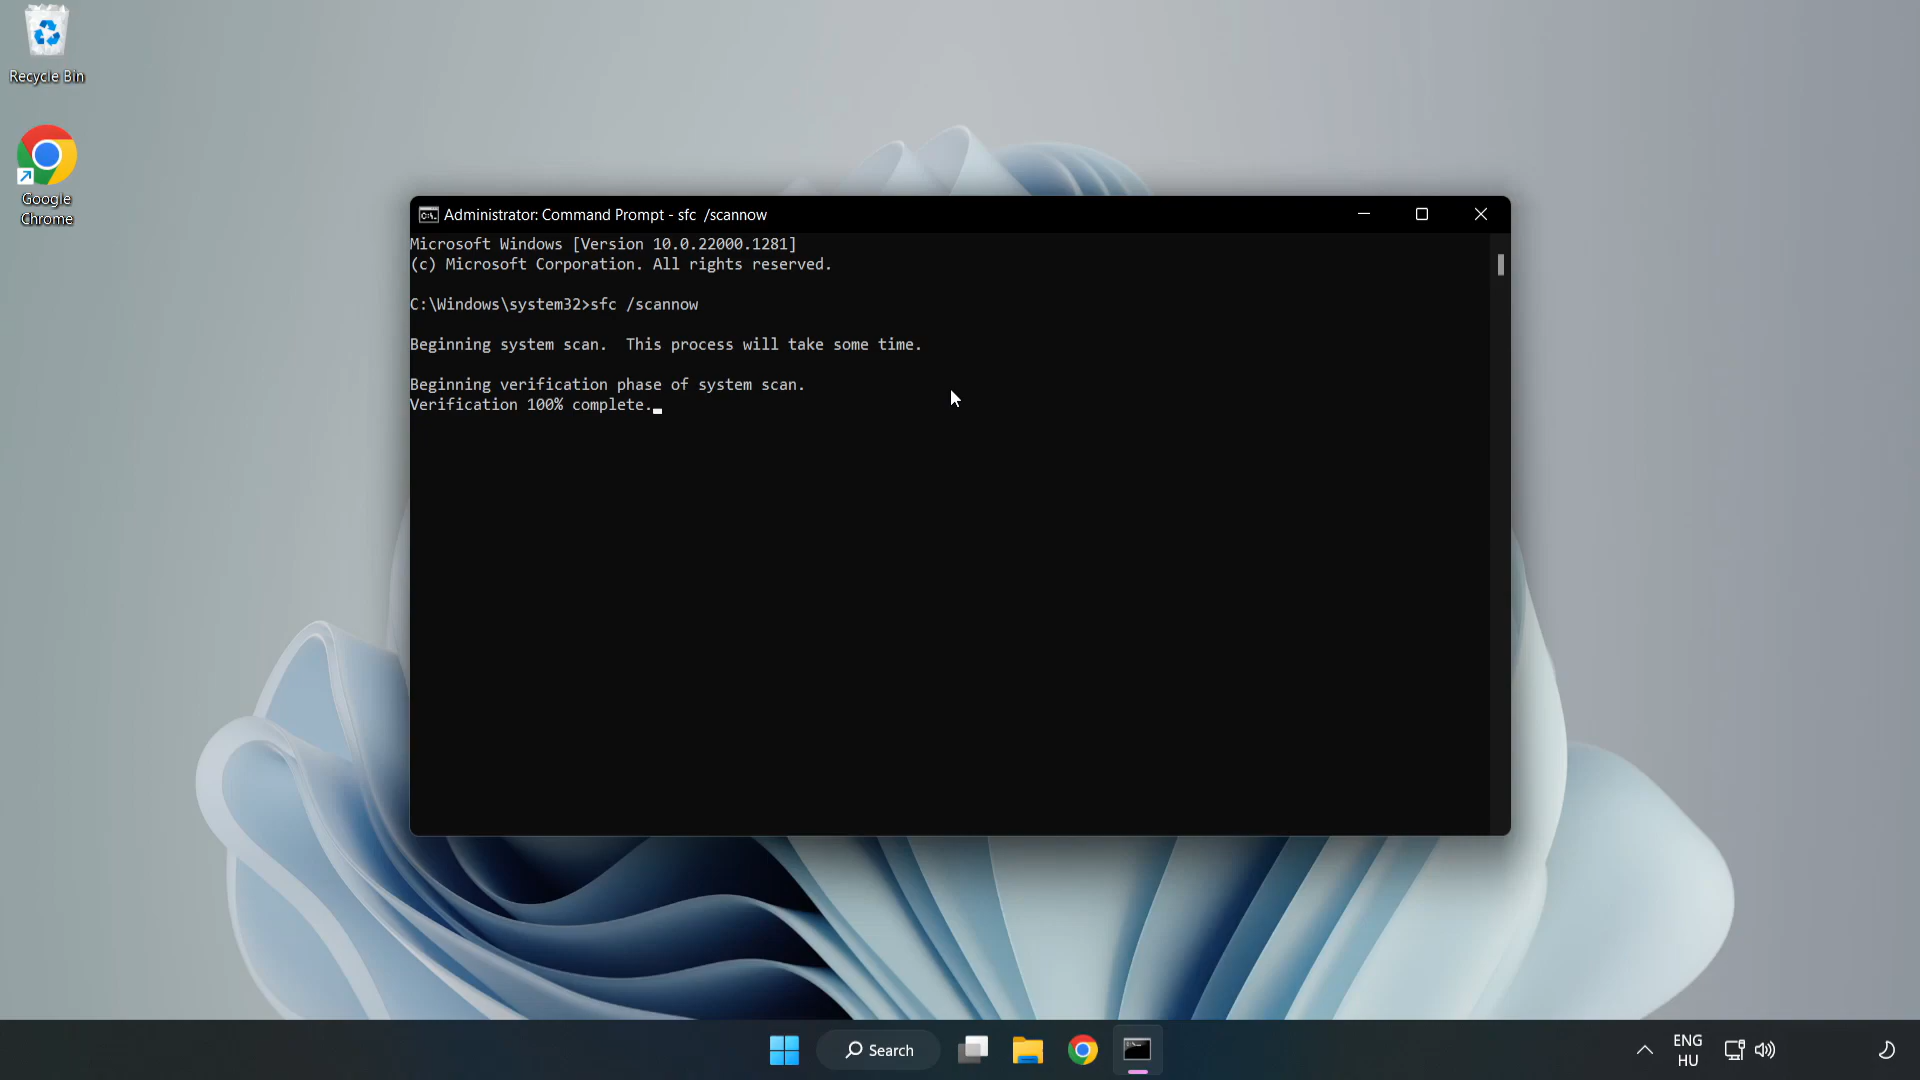 Recycle Bin
Google
Chrome
Administrator: Command Prompt - sfc  /scannow
Microsoft Windows [Version 10.0.22000.1281]
(c) Microsoft Corporation. All rights reserved.
C:\Windows\system32>sfc /scannow
Beginning system scan.  This process will take some time.
Beginning verification phase of system scan.
Verification 100% complete.
Search
ENG
HU